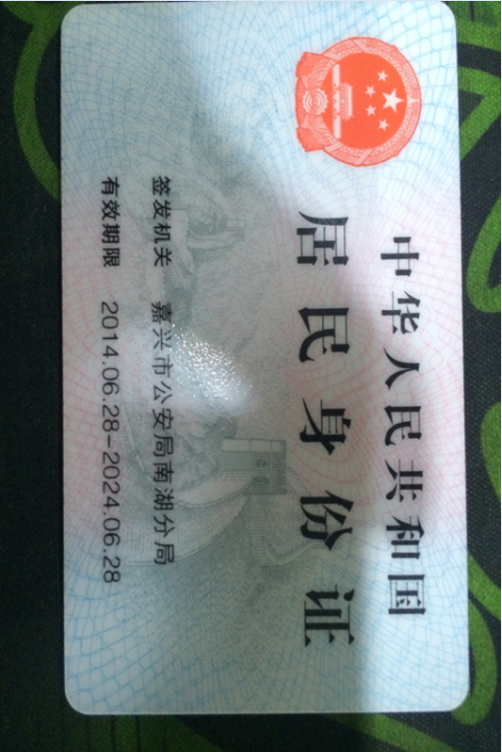 中华人民共和国
居民身份证
签发机关 嘉兴市公安局南湖分局
有效期限 2014.06.28-2024.06.28